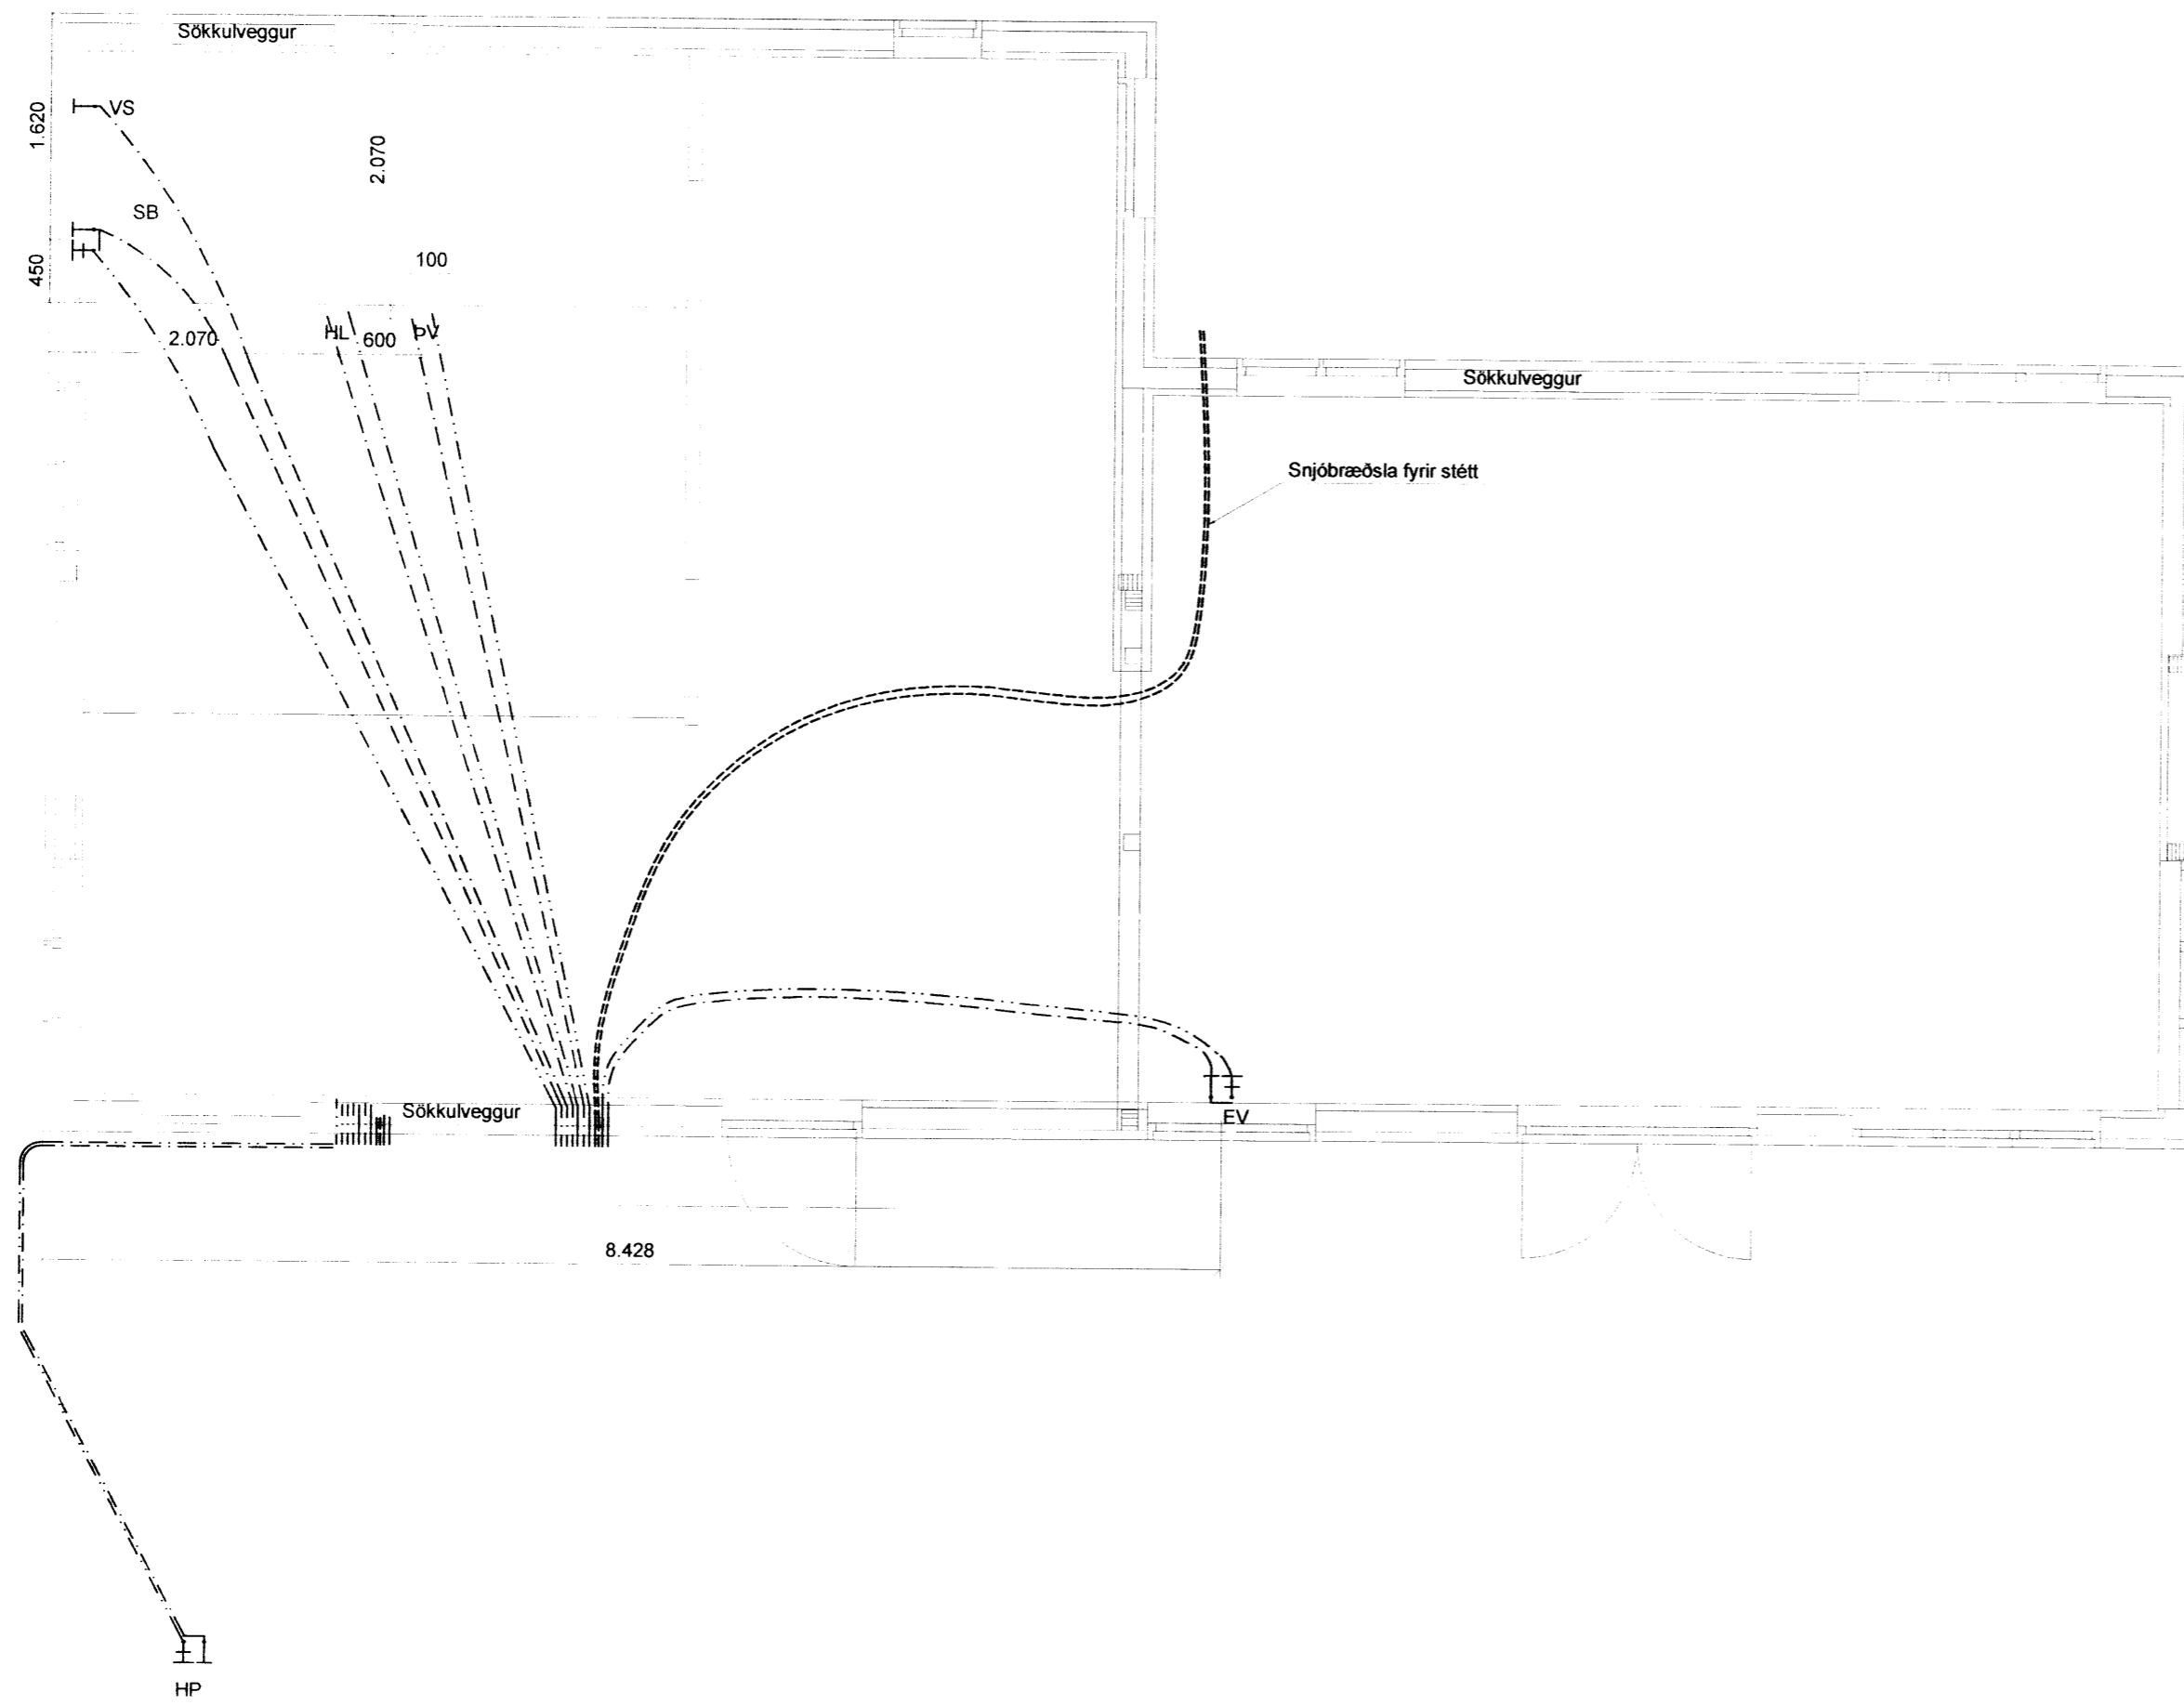 Sökkulveggur
VS
1.620
2.070
SB
450
100
2.070
HL
600
ÞV
Sökkulveggur
Snjóbræðsla fyrir stétt
Sökkulveggur
EV
8.428
HP